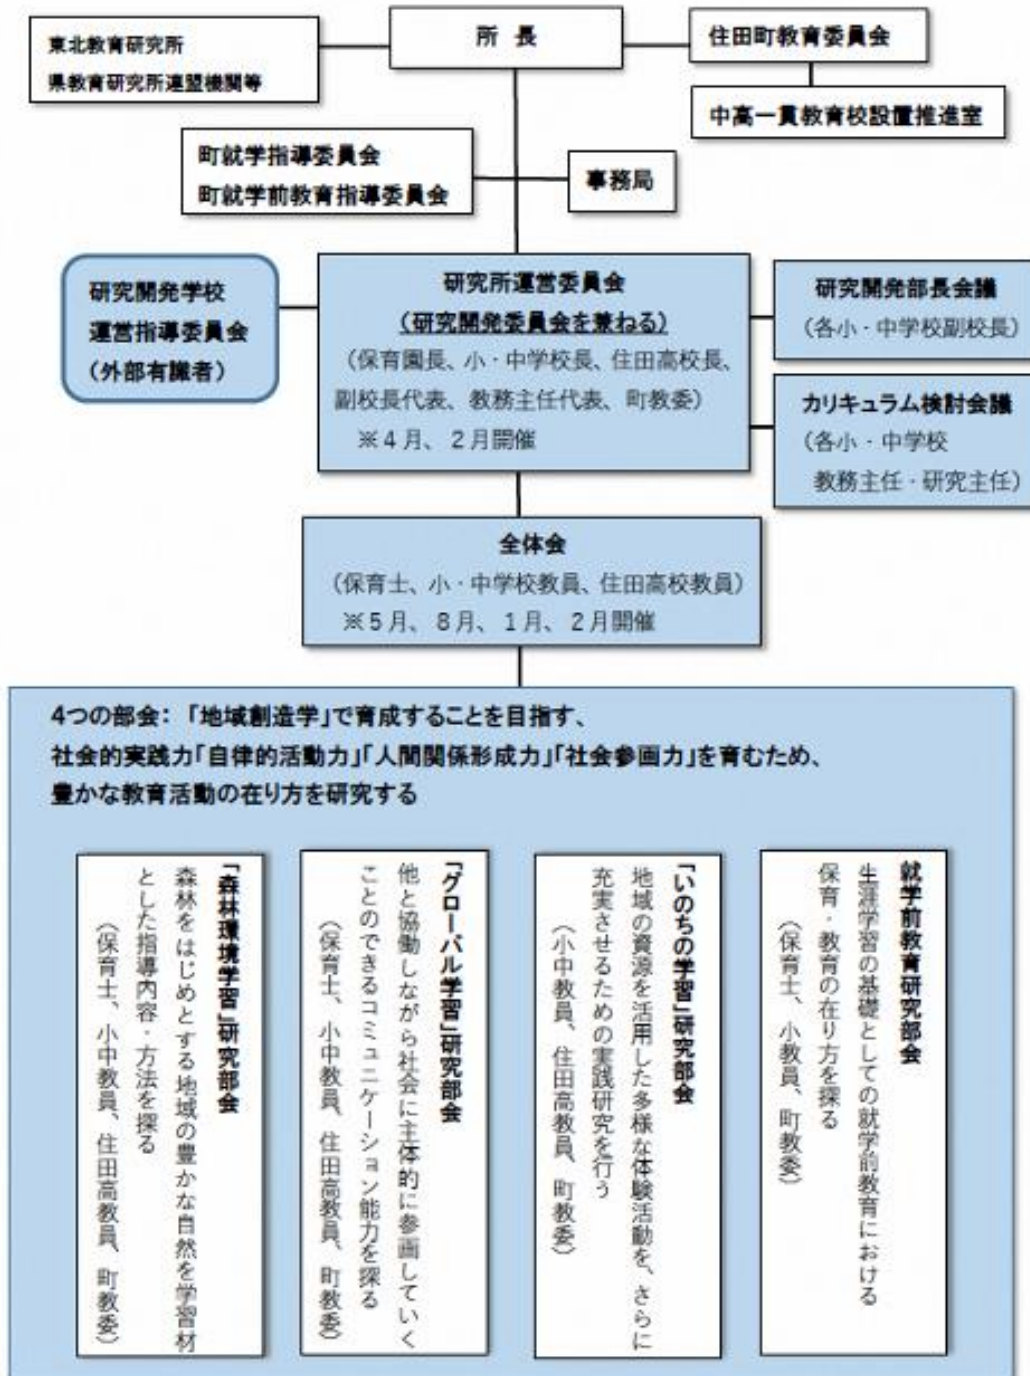 所 長
東北教育研究所
県教育研究所連盟機関等
住田町教育委員会
中高一貫教育校設置推進室
町就学指導委員会
町就学前教育指導委員会
事務局
研究開発学校
運営指導委員会
(外部有識者)
研究所運営委員会
(研究開発委員会を兼ねる)
(保育園長、小・中学校長、住田高校長、
副校長代表、教務主任代表、町教委)
※4月、2月開催
研究開発部長会議
(各小・中学校副校長)
カリキュラム検討会議
(各小・中学校
教務主任・研究主任)
全体会
(保育士、小・中学校教員、住田高校教員)
※5月、8月、1月、2月開催
4つの部会:「地域創造学」で育成することを目指す、
社会的実践力「自律的活動力」「人間関係形成力」「社会参画力」を育むため、
豊かな教育活動の在り方を研究する
就学前教育研究部会
生涯学習の基礎としての就学前教育における
保育・教育の在り方を探る
(保育士、小教員、町教委)
「いのちの学習」研究部会
地域の資源を活用した多様な体験活動を、さらに
充実させるための実践研究を行う
(小中教員、住田高教員、町教委)
「グローバル学習」研究部会
他と協働しながら社会に主体的に参画していく
ことのできるコミュニケーション能力を探る
(保育士、小中教員、住田高教員、町教委)
「森林環境学習」研究部会
森林をはじめとする地域の豊かな自然を学習材
とした指導内容・方法を探る
(保育士、小中教員、住田高教員、町教委)